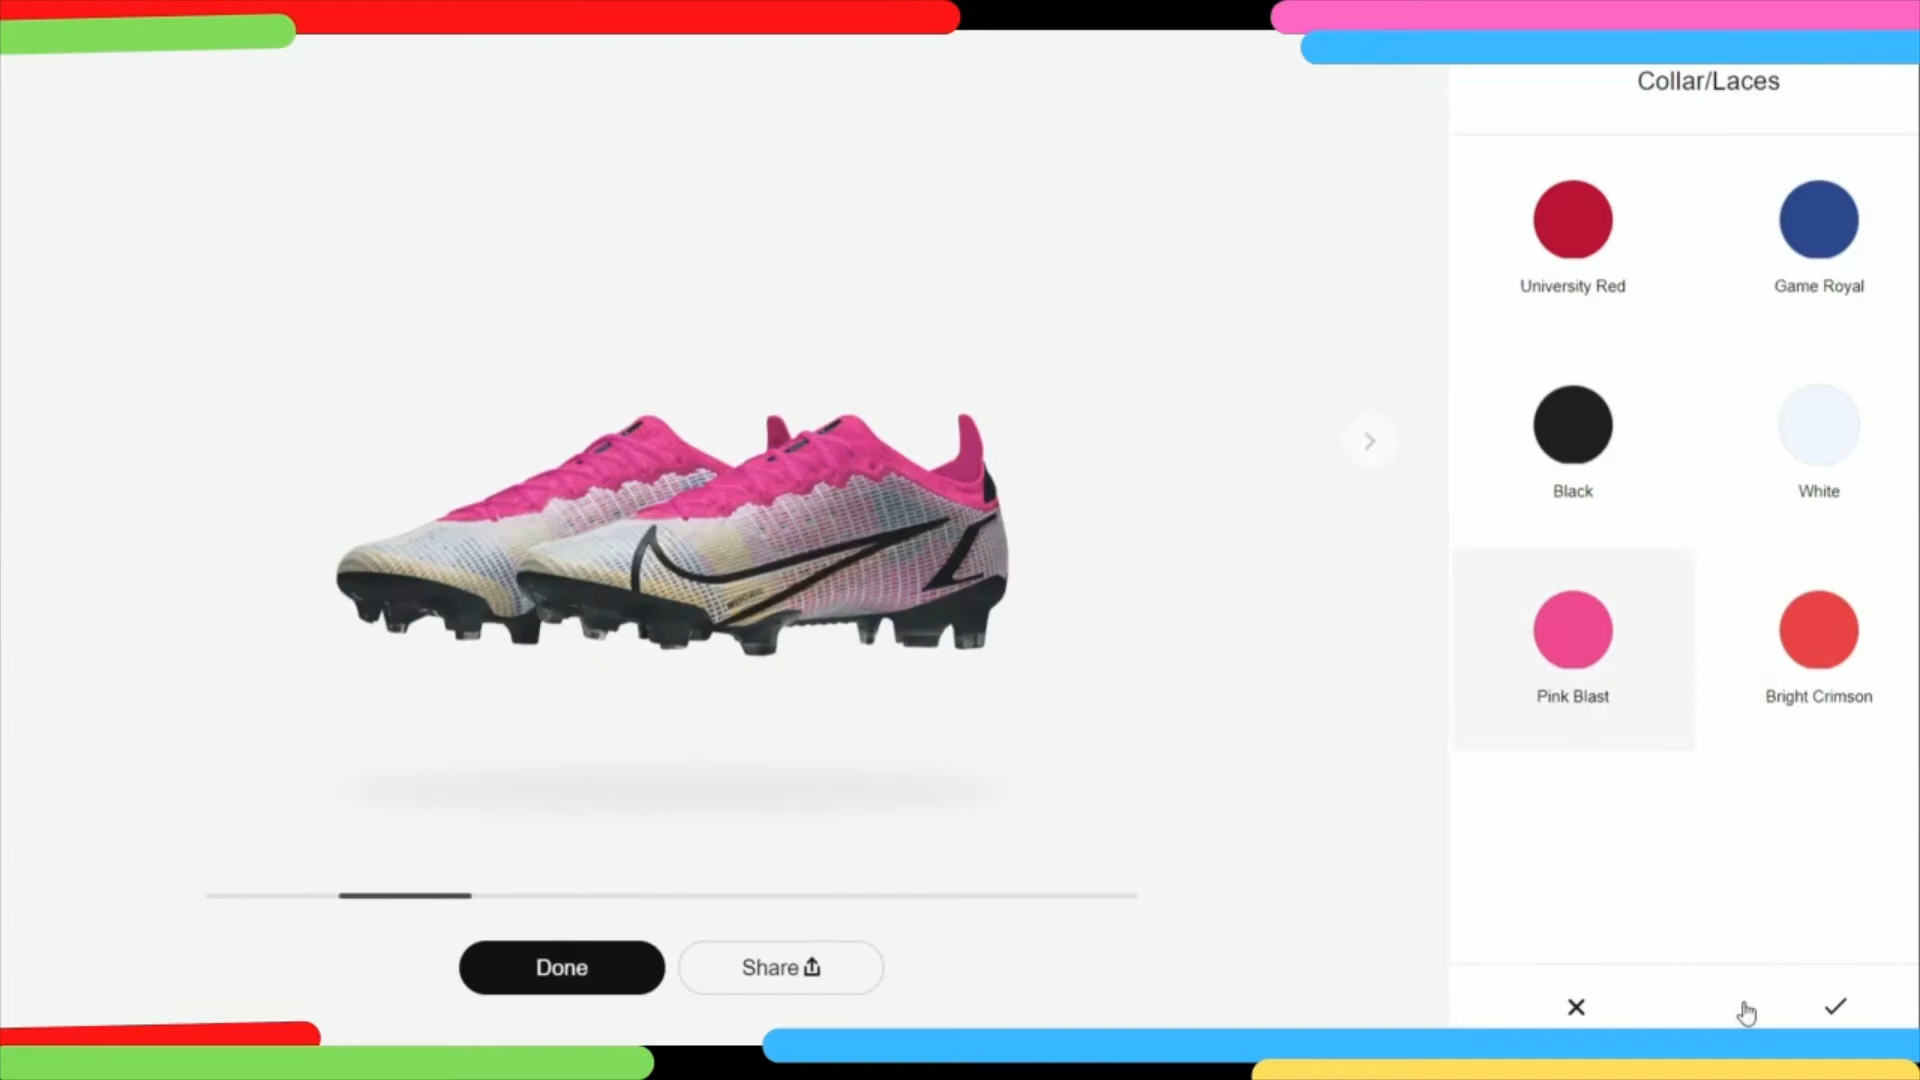 Collar/Laces
University Red
Game Royal
Black
White
Pink Blast
Bright Crimson
Done
Share